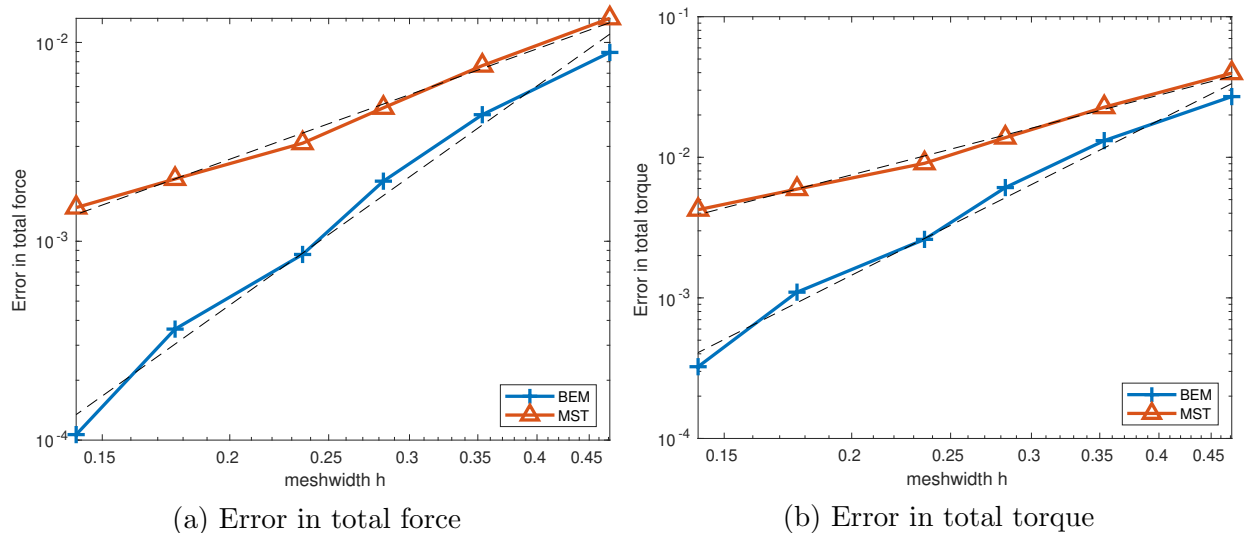 10^-2
10^-3
10^-4
Error in total force
0.15
0.2
0.25
0.3
0.35
0.4
0.45
meshwidth h
BEM
MST
(a) Error in total force
10^-1
10^-2
10^-3
10^-4
Error in total torque
0.15
0.2
0.25
0.3
0.35
0.4
0.45
meshwidth h
BEM
MST
(b) Error in total torque